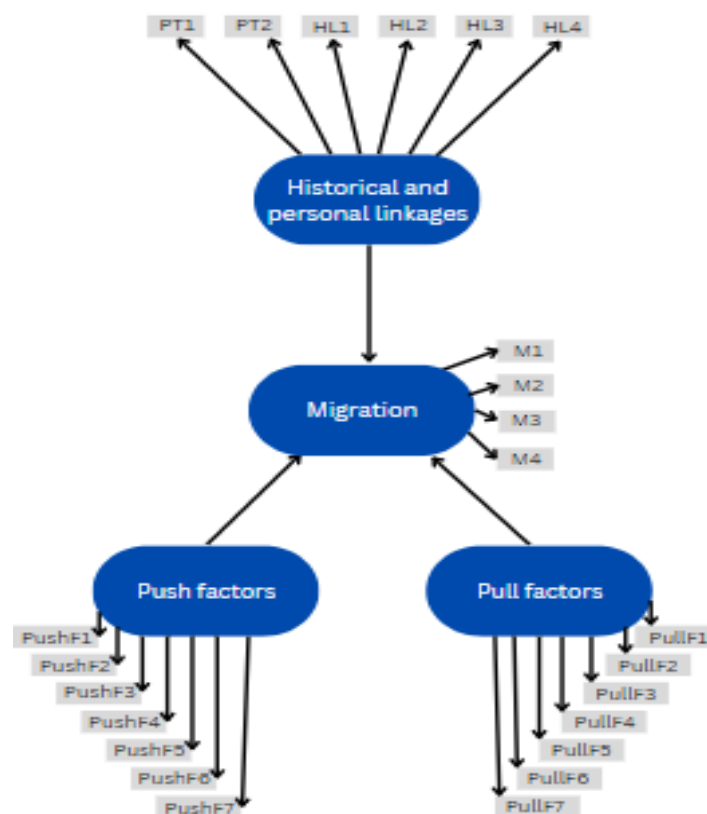 PT1
PT2
HL1
HL2
HL3
HL4
Historical and
personal linkages
M1
M2
Migration
M3
M4
Push factors
Pull factors
PushF1
PullF1
PushF2
PullF2
PushF3
PullF3
PushF4
PullF4
PushF5
PullF5
PushF6
PullF6
PushF7
PullF7